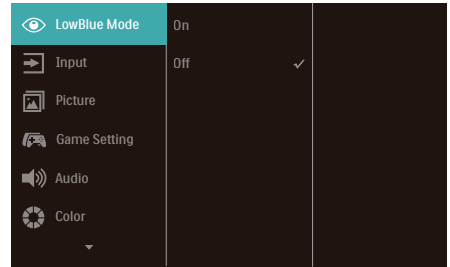 LowBlue Mode
On
Input
Off
Picture
Game Setting
Audio
Color